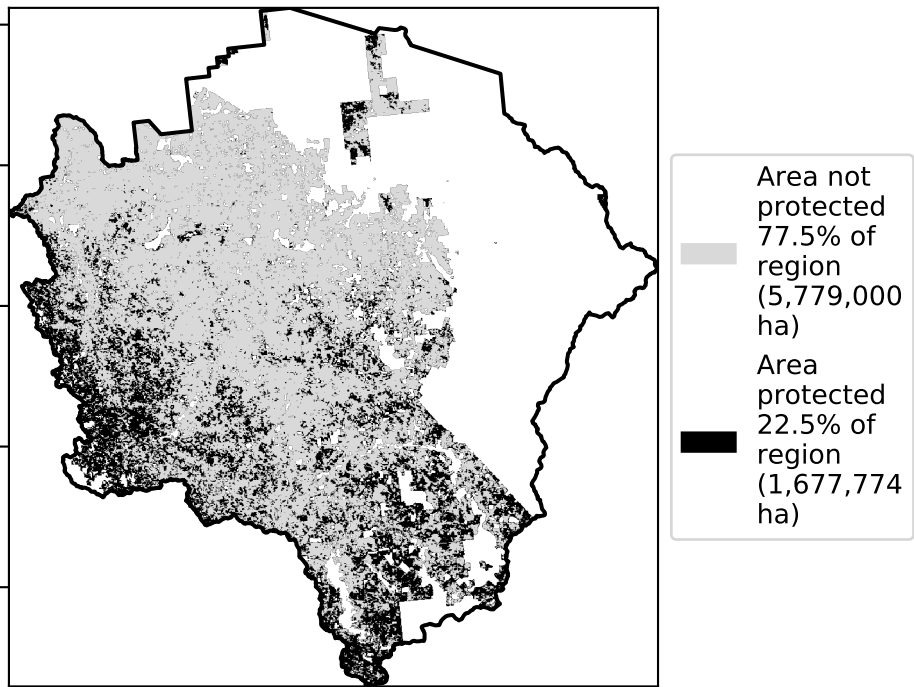 Area not
protected
77.5% of
region
(5,779,000
ha)
Area
protected
22.5% of
region
(1,677,774
ha)